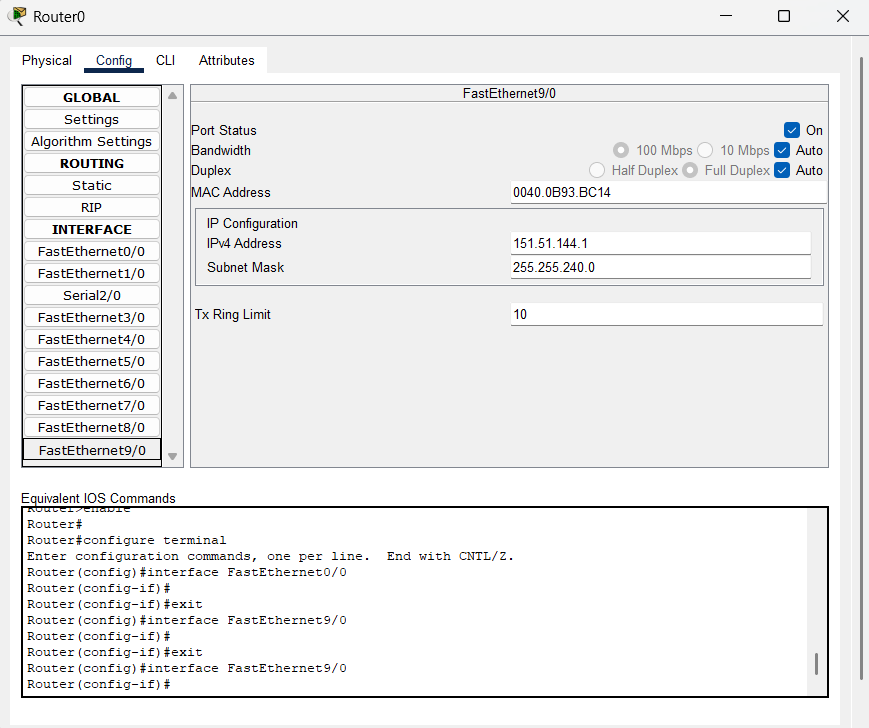 Router0
Physical Config CLI Attributes
GLOBAL
Settings
Algorithm Settings
ROUTING
Static
RIP
INTERFACE
FastEthernet0/0
FastEthernet1/0
Serial2/0
FastEthernet3/0
FastEthernet4/0
FastEthernet5/0
FastEthernet6/0
FastEthernet7/0
FastEthernet8/0
FastEthernet9/0
FastEthernet9/0
Port Status On
Bandwidth 100 Mbps 10 Mbps Auto
Duplex Half Duplex Full Duplex Auto
MAC Address 0040.0B93.BC14
IP Configuration
IPv4 Address 151.51.144.1
Subnet Mask 255.255.240.0
Tx Ring Limit 10
Equivalent IOS Commands
Router>enable
Router#
Router#configure terminal
Enter configuration commands, one per line.  End with CNTL/Z.
Router(config)#interface FastEthernet0/0
Router(config-if)#
Router(config-if)#exit
Router(config)#interface FastEthernet9/0
Router(config-if)#
Router(config-if)#exit
Router(config)#interface FastEthernet9/0
Router(config-if)#